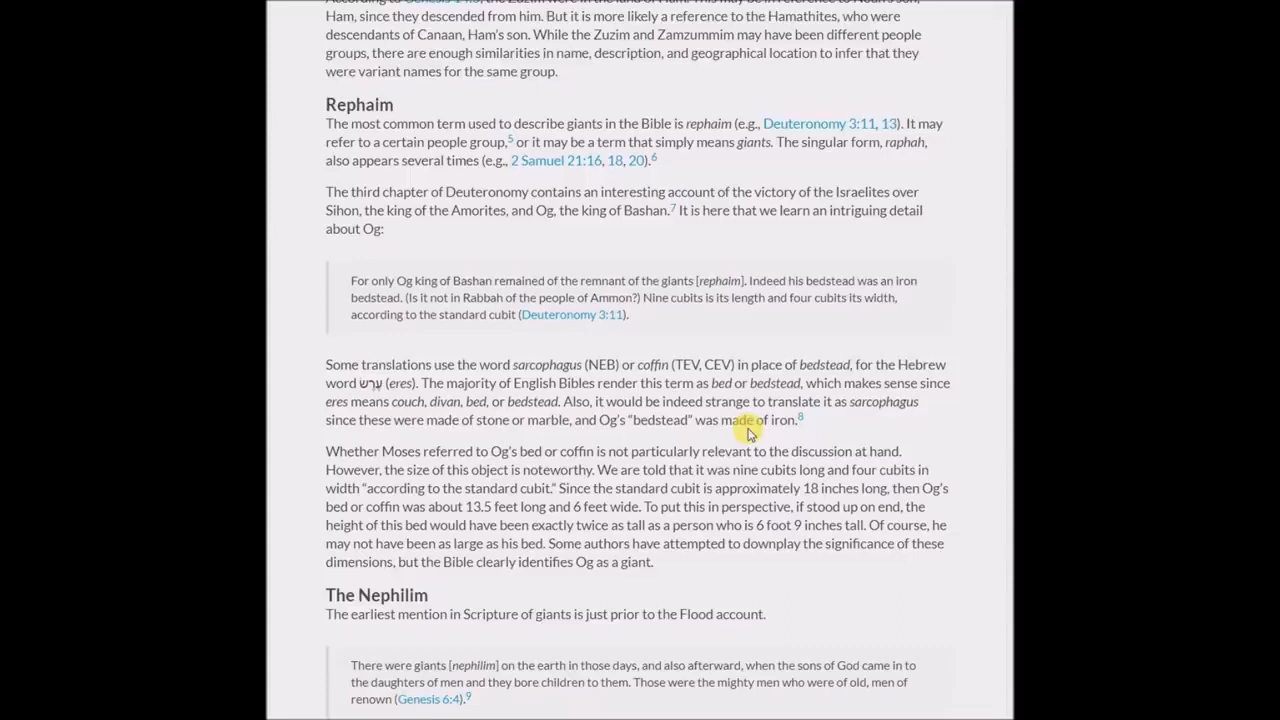 According to Genesis 14:5, the Zuzim were in the land of Ham. This may be in reference to Noah's son,
Ham, since they descended from him. But it is more likely a reference to the Hamathites, who were
descendants of Canaan, Ham's son. While the Zuzim and Zamzummim may have been different people
groups, there are enough similarities in name, description, and geographical location to infer that they
were variant names for the same group.
Rephaim
The most common term used to describe giants in the Bible is rephaim (e.g., Deuteronomy 3:11, 13). It may
refer to a certain people group,5 or it may be a term that simply means giants. The singular form, raphah,
also appears several times (e.g., 2 Samuel 21:16, 18, 20).6
The third chapter of Deuteronomy contains an interesting account of the victory of the Israelites over
Sihon, the king of the Amorites, and Og, the king of Bashan.7 It is here that we learn an intriguing detail
about Og:
For only Og king of Bashan remained of the remnant of the giants [rephaim]. Indeed his bedstead was an iron
bedstead. (Is it not in Rabbah of the people of Ammon?) Nine cubits is its length and four cubits its width,
according to the standard cubit (Deuteronomy 3:11).
Some translations use the word sarcophagus (NEB) or coffin (TEV, CEV) in place of bedstead, for the Hebrew
word עֶרֶשׂ (eres). The majority of English Bibles render this term as bed or bedstead, which makes sense since
eres means couch, divan, bed, or bedstead. Also, it would be indeed strange to translate it as sarcophagus
since these were made of stone or marble, and Og's “bedstead” was made of iron.8
Whether Moses referred to Og's bed or coffin is not particularly relevant to the discussion at hand.
However, the size of this object is noteworthy. We are told that it was nine cubits long and four cubits in
width “according to the standard cubit.” Since the standard cubit is approximately 18 inches long, then Og's
bed or coffin was about 13.5 feet long and 6 feet wide. To put this in perspective, if stood up on end, the
height of this bed would have been exactly twice as tall as a person who is 6 foot 9 inches tall. Of course, he
may not have been as large as his bed. Some authors have attempted to downplay the significance of these
dimensions, but the Bible clearly identifies Og as a giant.
The Nephilim
The earliest mention in Scripture of giants is just prior to the Flood account.
There were giants [nephilim] on the earth in those days, and also afterward, when the sons of God came in to
the daughters of men and they bore children to them. Those were the mighty men who were of old, men of
renown (Genesis 6:4).9